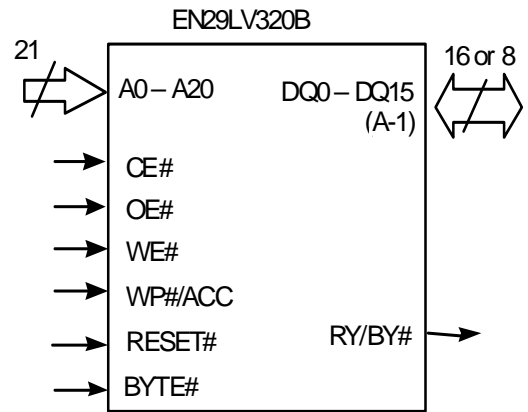 EN29LV320B
21
16 or 8
A0 – A20
DQ0 – DQ15
(A-1)
CE#
OE#
WE#
WP#/ACC
RESET#
RY/BY#
BYTE#